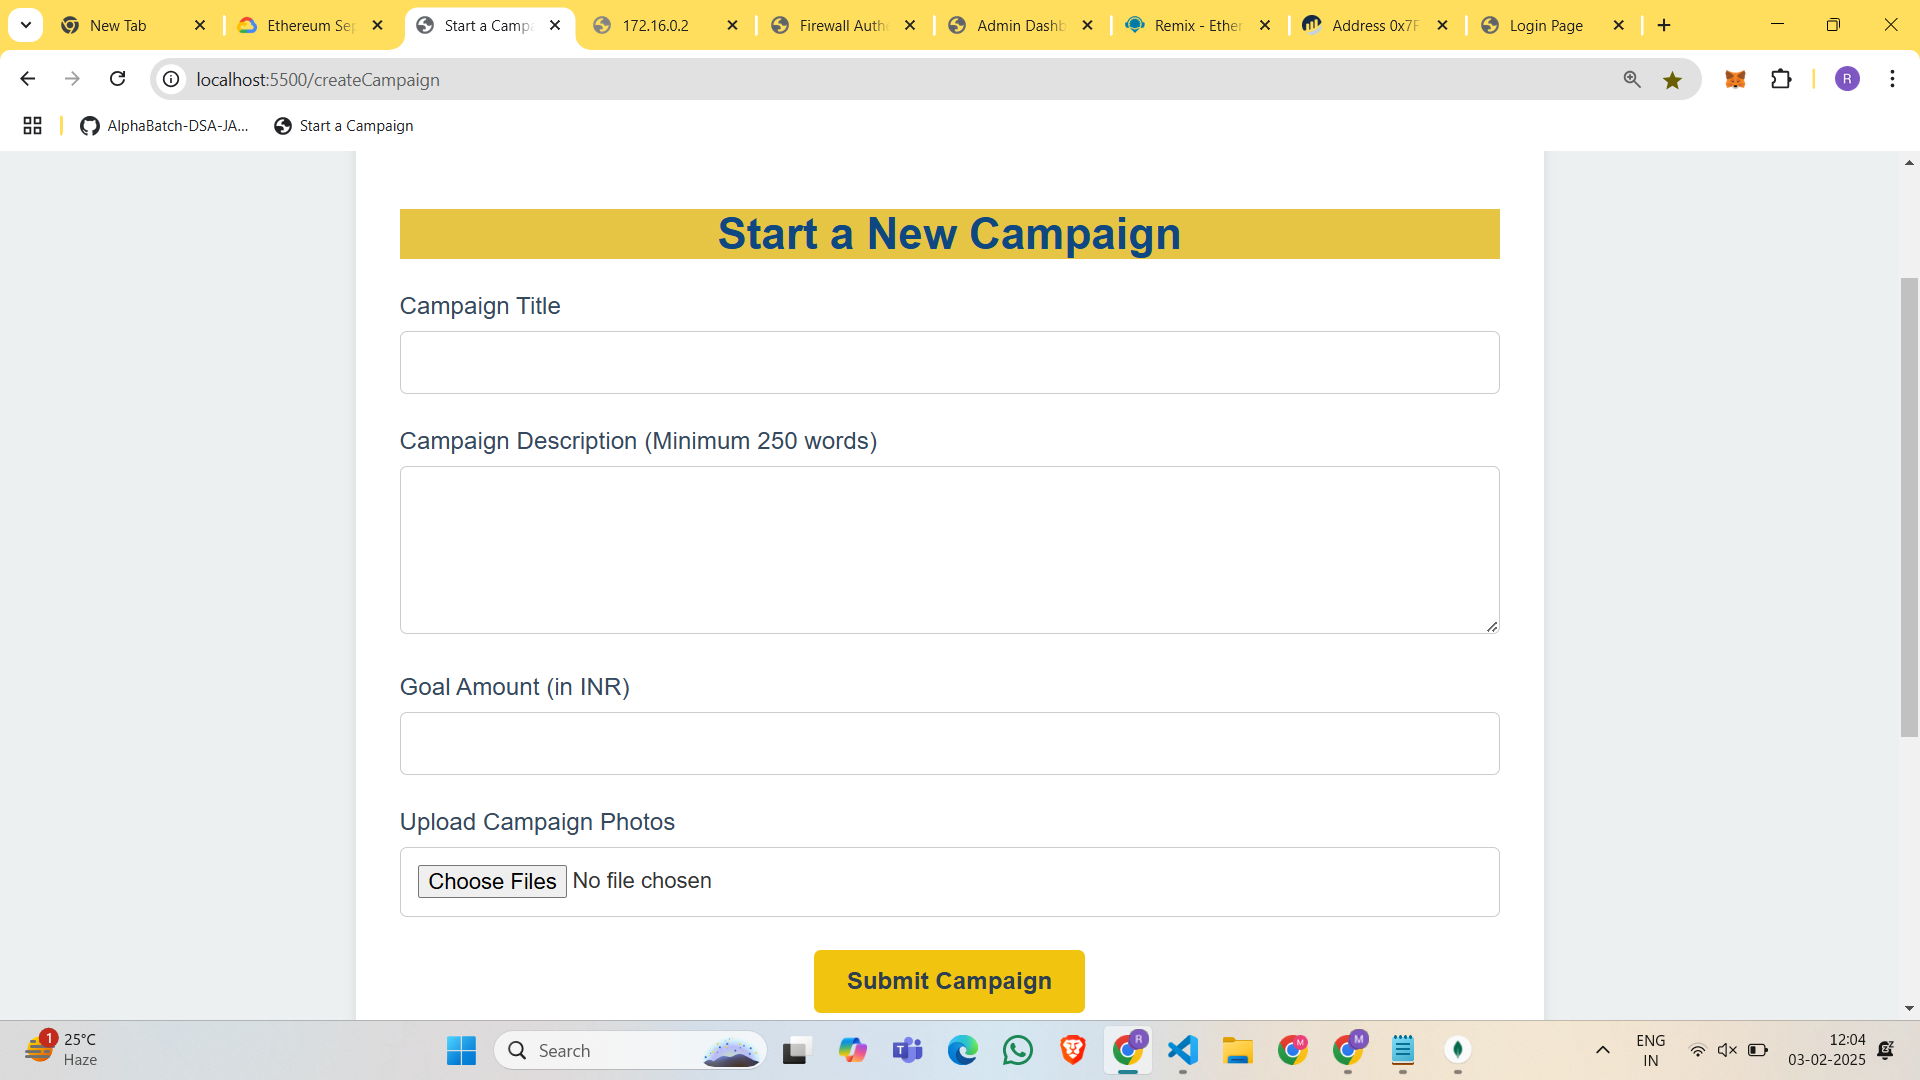 New Tab
Ethereum Sep
Start a Campa
172.16.0.2
Firewall Authe
Admin Dashb
Remix - Ether
Address 0x7F
Login Page
localhost:5500/createCampaign
R
AlphaBatch-DSA-JA...
Start a Campaign
Start a New Campaign
Campaign Title
Campaign Description (Minimum 250 words)
Goal Amount (in INR)
Upload Campaign Photos
Choose Files No file chosen
Submit Campaign
1
25°C
Haze
Search
R
M
M
ENG
IN
12:04
03-02-2025